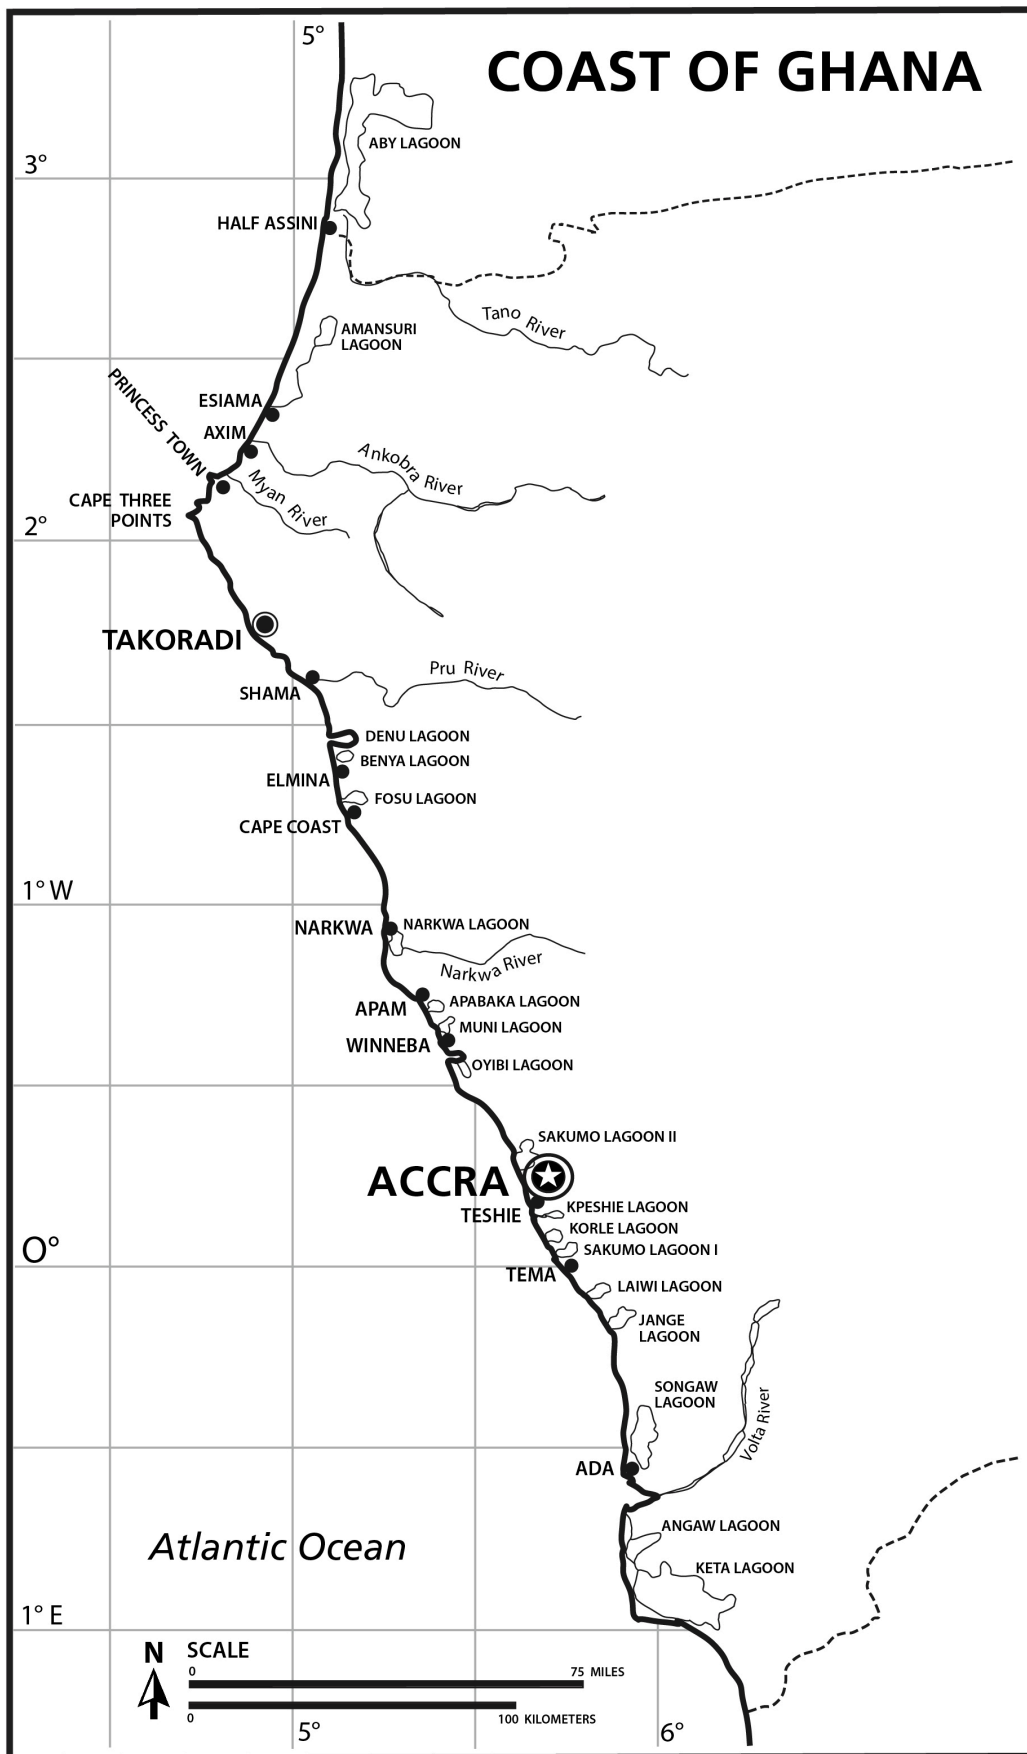 COAST OF GHANA
5°
ABY LAGOON
3°
HALF ASSINI
Tano River
AMANSURI
LAGOON
PRINCESS TOWN
ESIAMA
AXIM
Ankobra River
Myan River
CAPE THREE
POINTS
2°
TAKORADI
Pru River
SHAMA
DENU LAGOON
BENYA LAGOON
ELMINA
FOSU LAGOON
CAPE COAST
1° W
NARKWA
NARKWA LAGOON
Narkwa River
APAM
APABAKA LAGOON
MUNI LAGOON
WINNEBA
OYIBI LAGOON
SAKUMO LAGOON II
ACCRA
KPESHIE LAGOON
TESHIE
KORLE LAGOON
O°
SAKUMO LAGOON I
TEMA
LAIWI LAGOON
JANGE
LAGOON
SONGAW
LAGOON
Volta River
ADA
ANGAW LAGOON
Atlantic Ocean
KETA LAGOON
1° E
N
SCALE
0
75 MILES
0
100 KILOMETERS
5°
6°